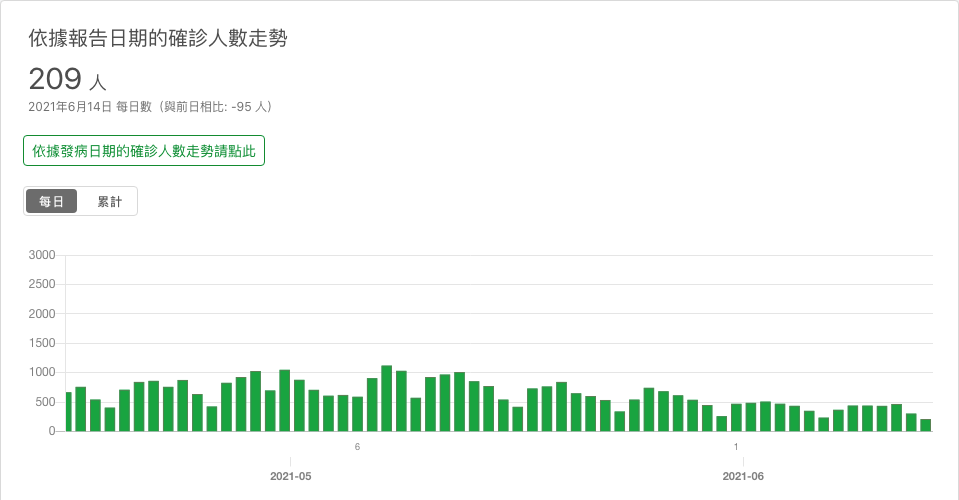 依據報告日期的確診人數走勢
209 人
2021年6月14日 每日數（與前日相比: -95 人）
依據發病日期的確診人數走勢請點此
每日 累計
3000
2500
2000
1500
1000
500
0
6 1
2021-05 2021-06